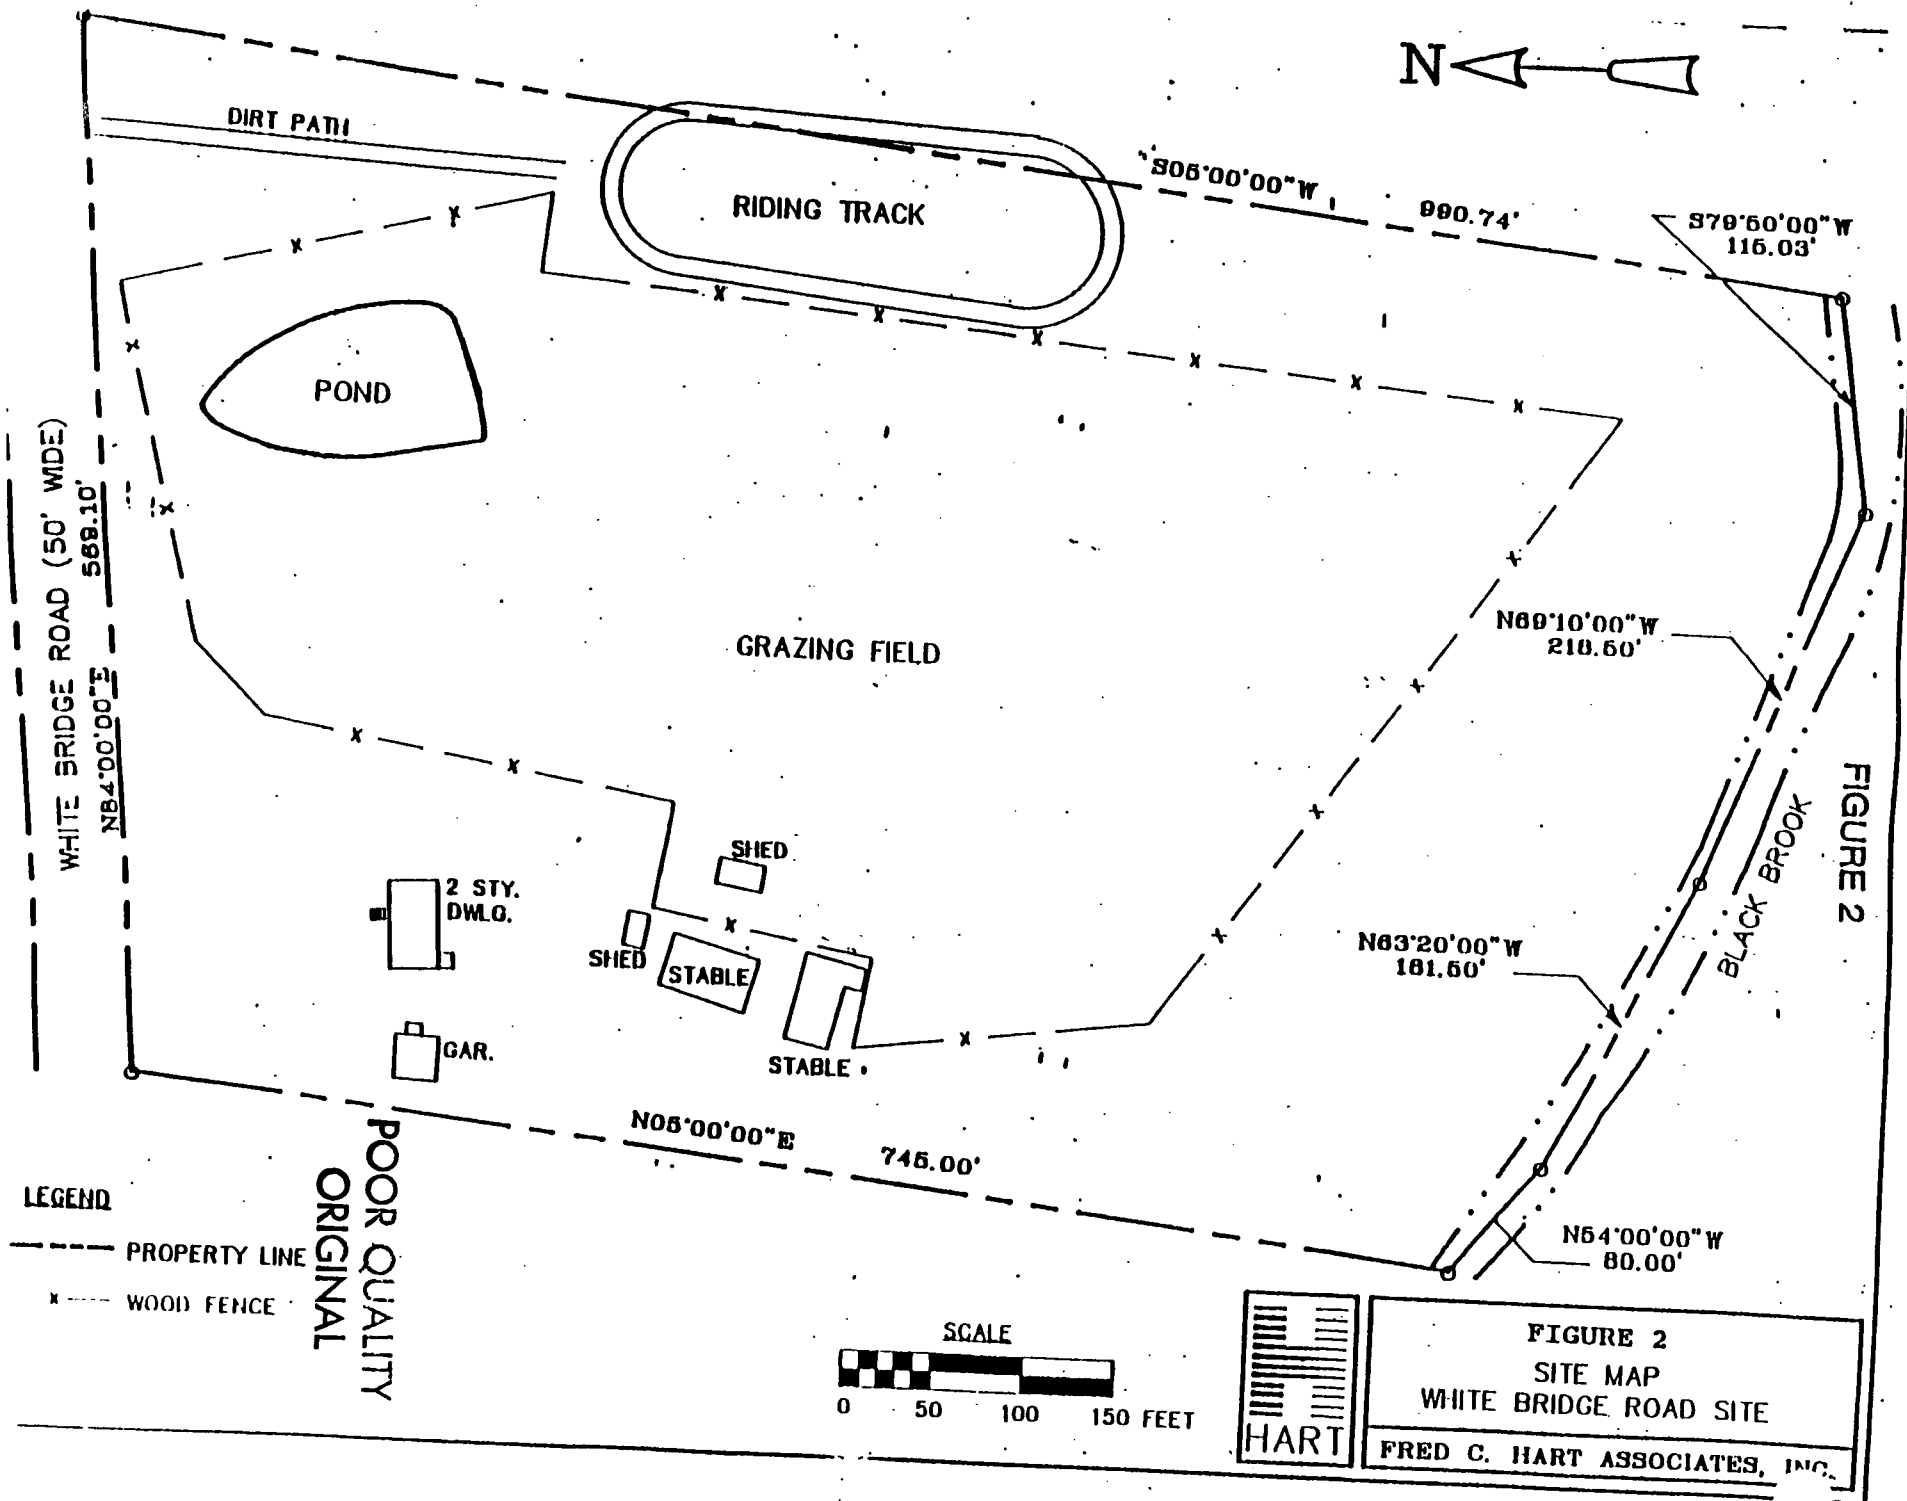 N
DIRT PATH
RIDING TRACK
S05°00'00"W
990.74'
S79°50'00"W
115.03'
POND
WHITE BRIDGE ROAD (50' WIDE)
569.10'
N84°00'00"E
GRAZING FIELD
N69°10'00"W
218.50'
FIGURE 2
BLACK BROOK
SHED
2 STY.
DWLG.
SHED
STABLE
N63°20'00"W
181.50'
GAR.
STABLE
N05°00'00"E
745.00'
POOR QUALITY
ORIGINAL
LEGEND
PROPERTY LINE
X WOOD FENCE
N54°00'00"W
80.00'
SCALE
0 50 100 150 FEET
HART
FIGURE 2
SITE MAP
WHITE BRIDGE ROAD SITE
FRED C. HART ASSOCIATES, INC.